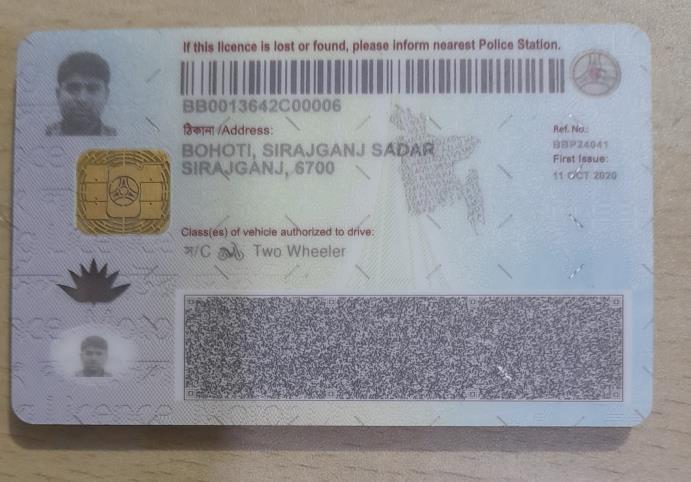 If this licence is lost or found, please inform nearest Police Station.
BB0013642C00006
ঠিকানা /Address:
BOHOTI, SIRAJGANJ SADAR
SIRAJGANJ, 6700
Ref. No.:
BBP24041
First Issue:
11 OCT 2020
Class(es) of vehicle authorized to drive:
স/C Two Wheeler